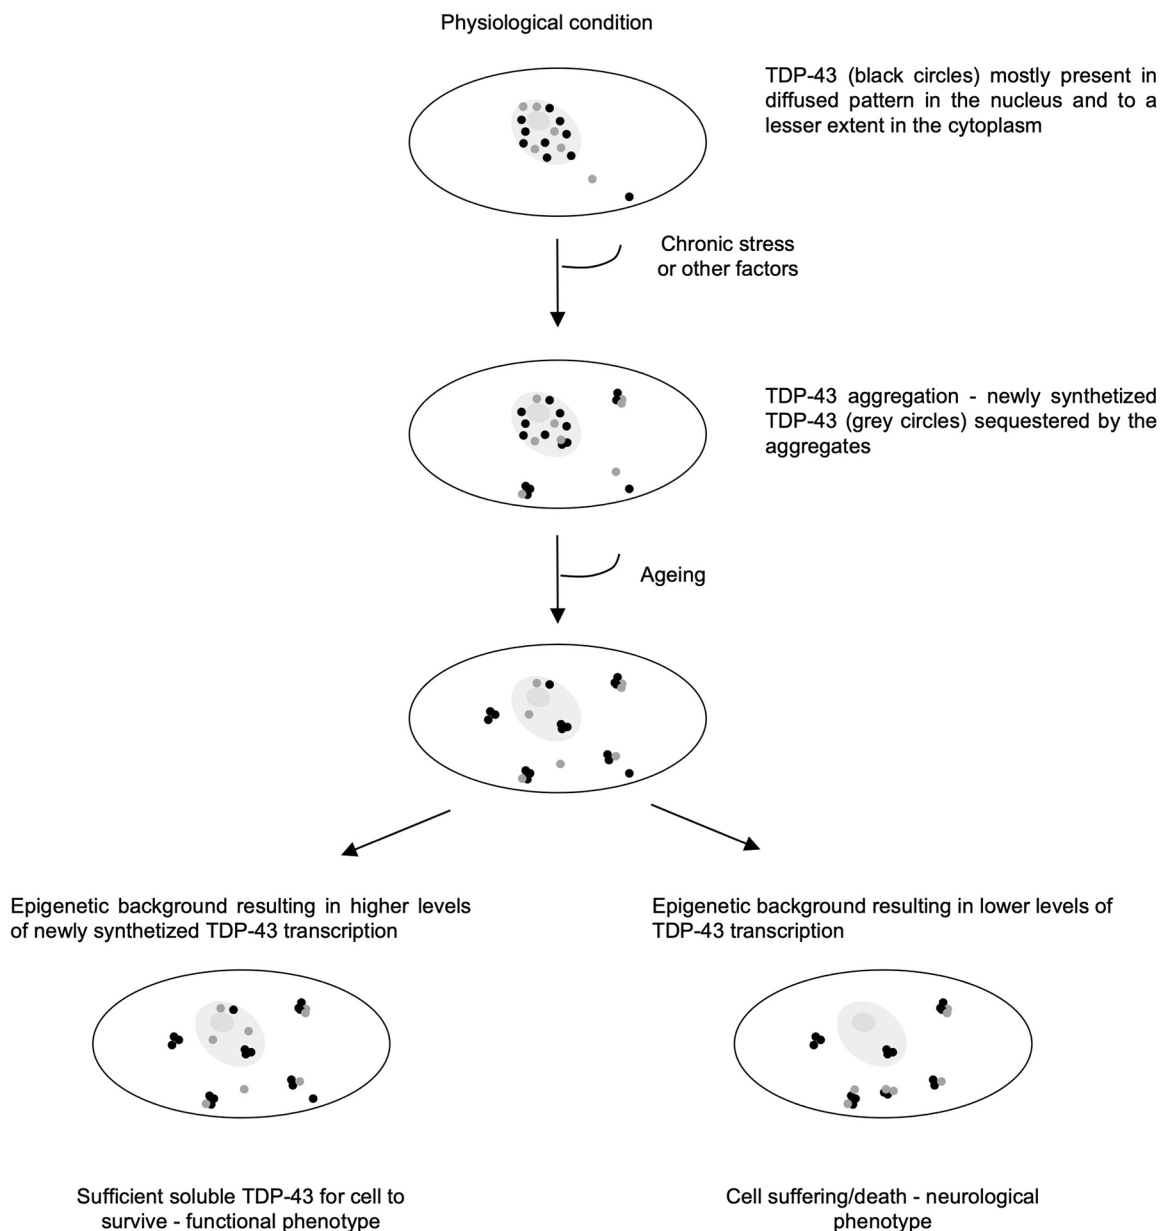 Physiological condition
TDP-43 (black circles) mostly present in
diffused pattern in the nucleus and to a
lesser extent in the cytoplasm
Chronic stress
or other factors
TDP-43 aggregation - newly synthetized
TDP-43 (grey circles) sequestered by the
aggregates
Ageing
Epigenetic background resulting in higher levels
of newly synthetized TDP-43 transcription
Epigenetic background resulting in lower levels of
TDP-43 transcription
Sufficient soluble TDP-43 for cell to
survive - functional phenotype
Cell suffering/death - neurological
phenotype